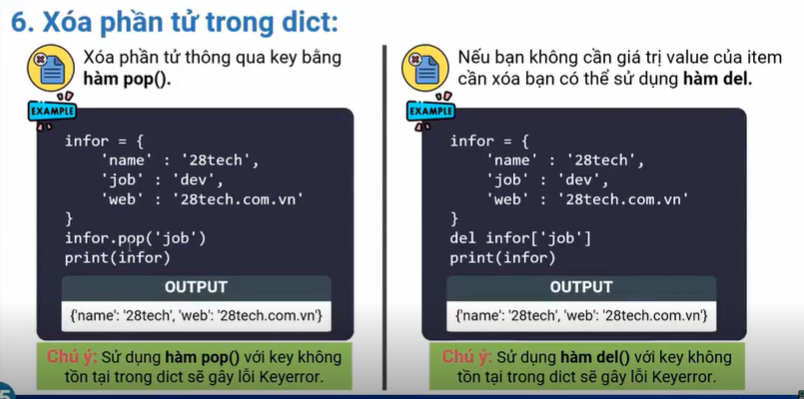 6. Xóa phần tử trong dict:
Xóa phần tử thông qua key bằng
hàm pop().
EXAMPLE
infor = {
'name' : '28tech',
'job' : 'dev',
'web' : '28tech.com.vn'
}
infor.pop('job')
print(infor)
OUTPUT
{'name': '28tech', 'web': '28tech.com.vn'}
Chú ý: Sử dụng hàm pop() với key không
tồn tại trong dict sẽ gây lỗi Keyerror.
Nếu bạn không cần giá trị value của item
cần xóa bạn có thể sử dụng hàm del.
EXAMPLE
infor = {
'name' : '28tech',
'job' : 'dev',
'web' : '28tech.com.vn'
}
del infor['job']
print(infor)
OUTPUT
{'name': '28tech', 'web': '28tech.com.vn'}
Chú ý: Sử dụng hàm del() với key không
tồn tại trong dict sẽ gây lỗi Keyerror.